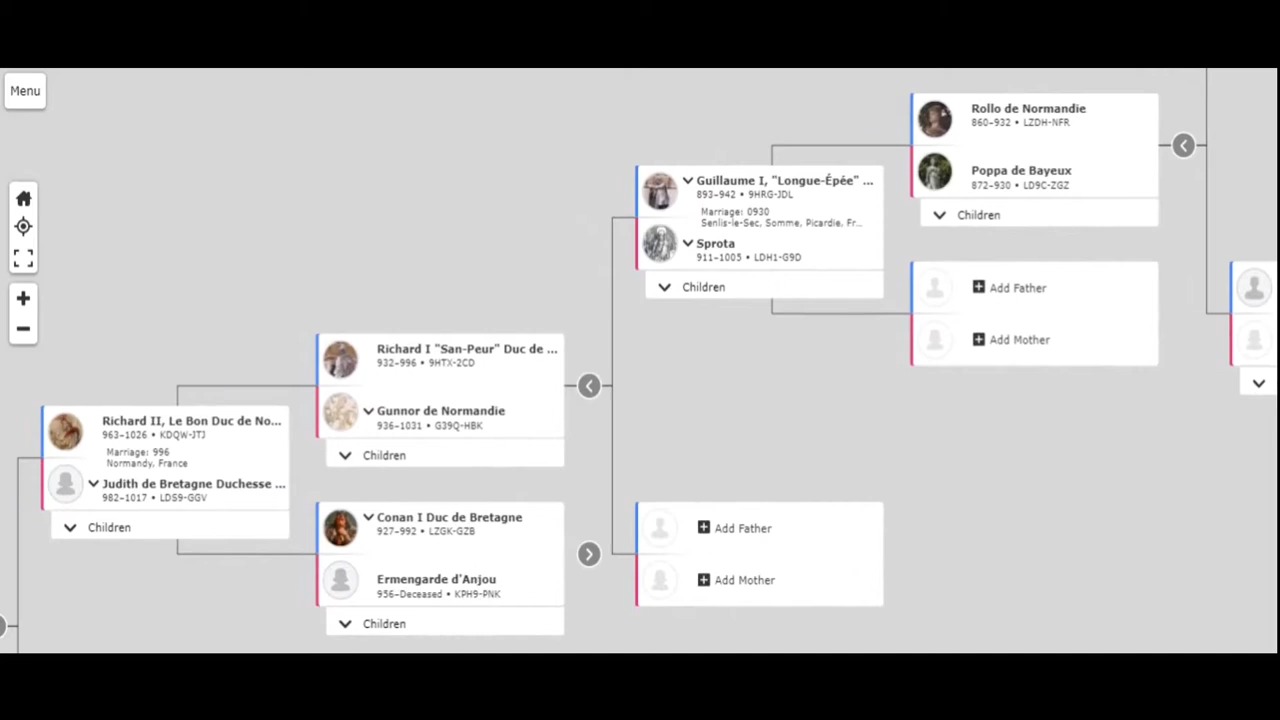 Menu
Rollo de Normandie
860–932 • LZDH-NFR
Poppa de Bayeux
872–930 • LD9C-ZGZ
Children
Guillaume I, "Longue-Épée" ...
893–942 • 9HRG-JDL
Marriage: 0930
Senlis-le-Sec, Somme, Picardie, Fr...
Sprota
911–1005 • LDH1-G9D
Children
Add Father
Add Mother
Richard I "San-Peur" Duc de ...
932–996 • 9HTX-2CD
Gunnor de Normandie
936–1031 • G39Q-HBK
Children
Richard II, Le Bon Duc de No...
963–1026 • KDQW-JTJ
Marriage: 996
Normandy, France
Judith de Bretagne Duchesse ...
982–1017 • LDS9-GGV
Children
Conan I Duc de Bretagne
927–992 • LZGK-GZB
Ermengarde d'Anjou
956–Deceased • KPH9-PNK
Children
Add Father
Add Mother